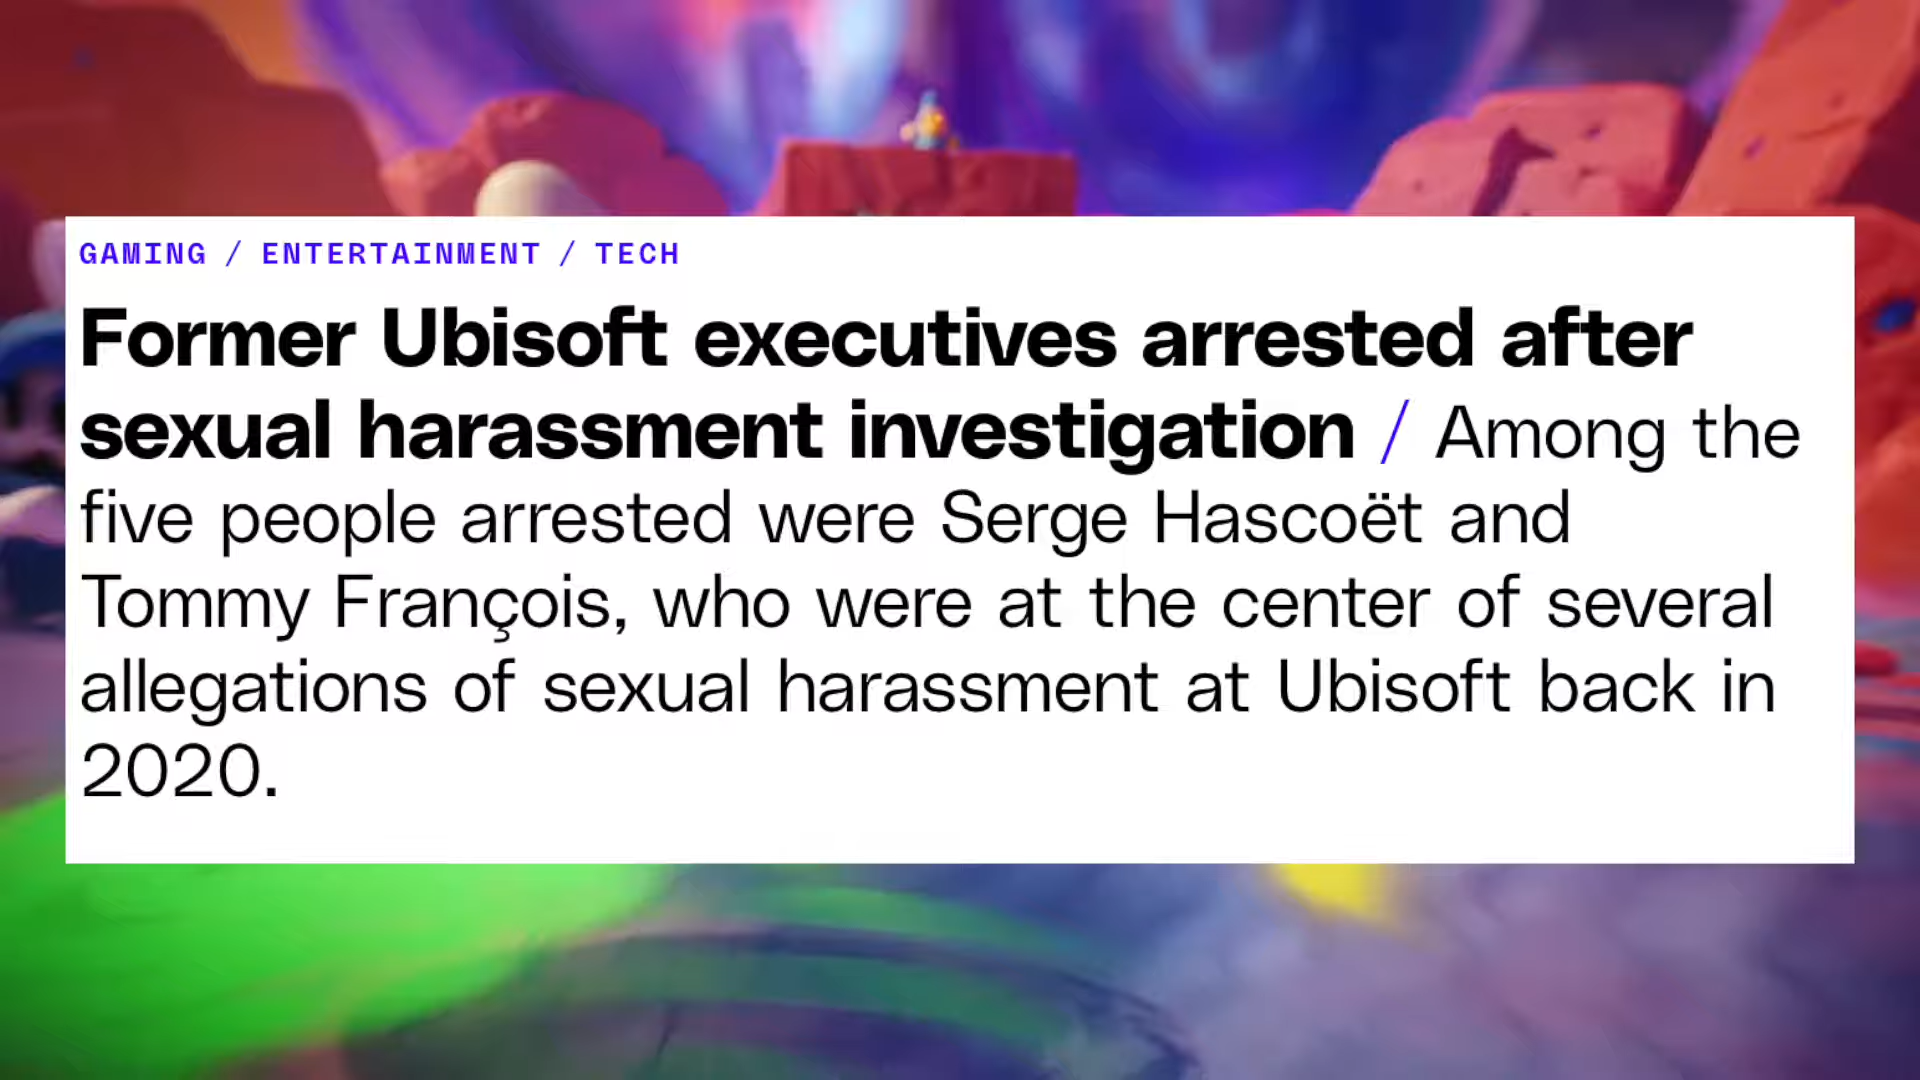 GAMING / ENTERTAINMENT / TECH
Former Ubisoft executives arrested after
sexual harassment investigation / Among the
five people arrested were Serge Hascoët and
Tommy François, who were at the center of several
allegations of sexual harassment at Ubisoft back in
2020.